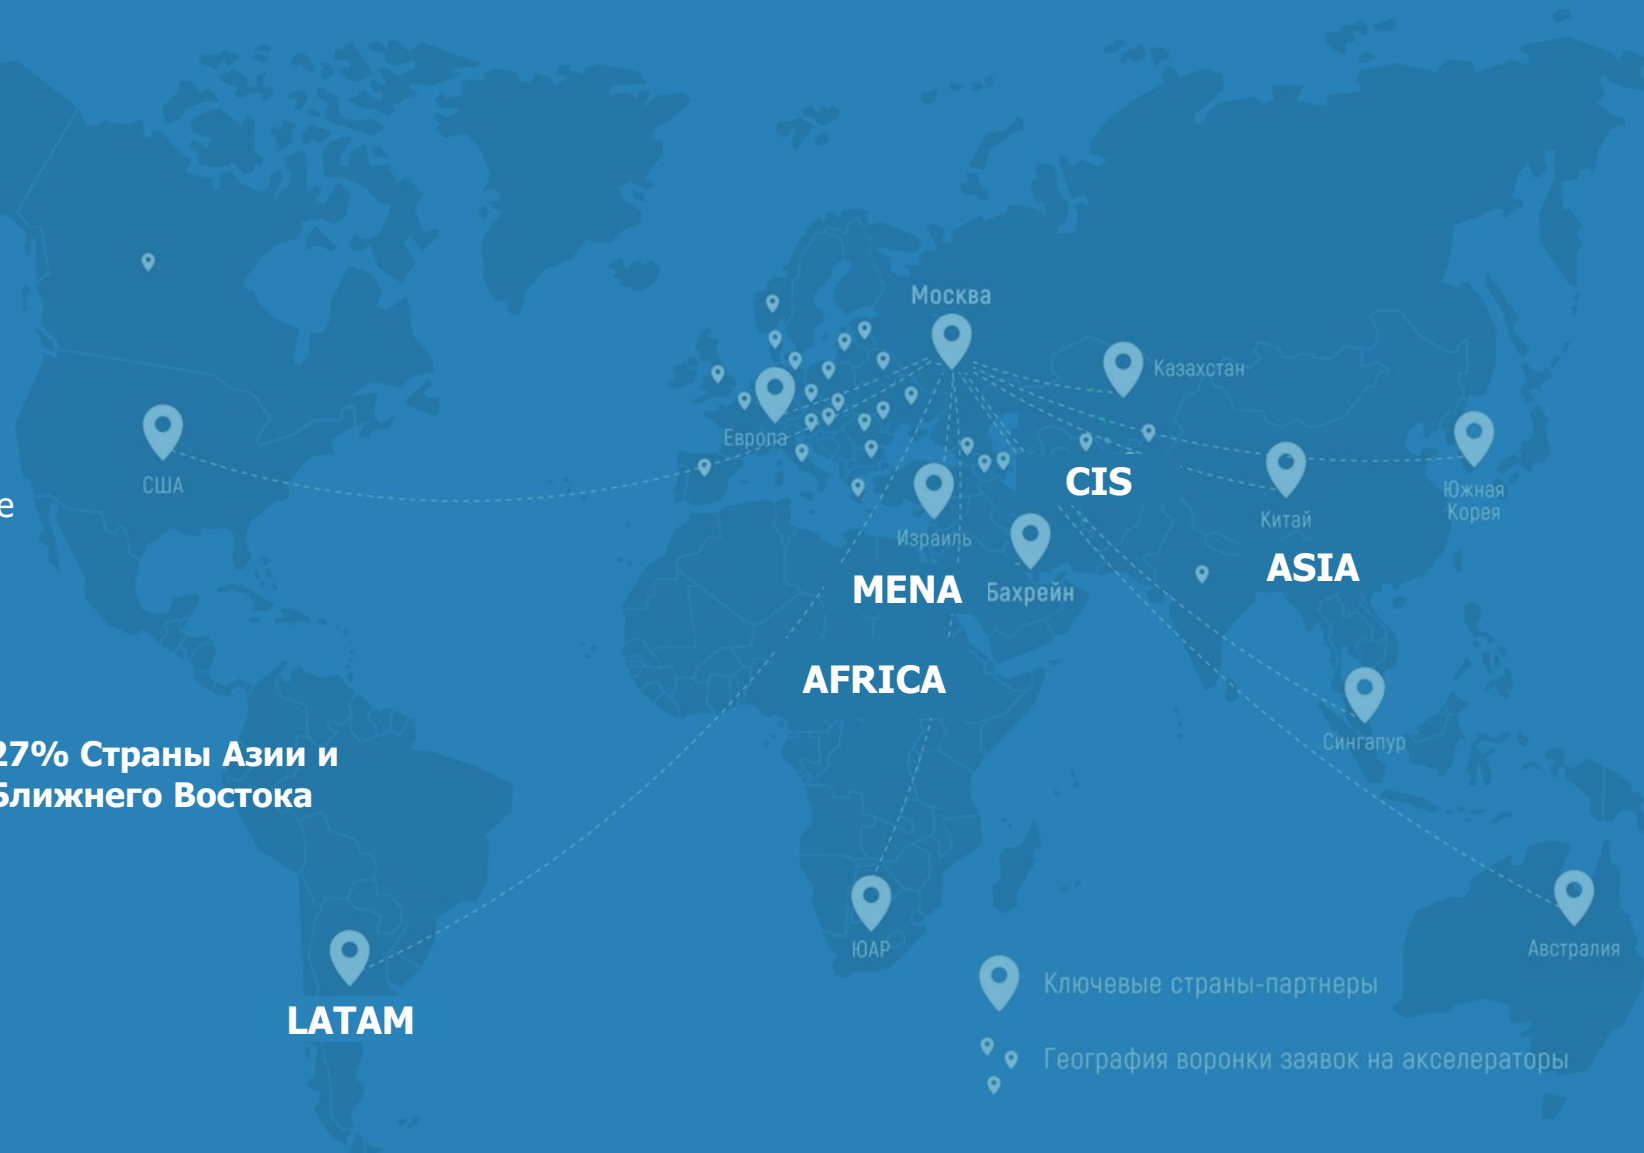 Москва
Казахстан
Европа
США
CIS
Южная
Корея
е
Китай
Израиль
ASIA
MENA
Бахрейн
AFRICA
Сингапур
27% Страны Азии и
Ближнего Востока
ЮАР
Австралия
Ключевые страны-партнеры
LATAM
География воронки заявок на акселераторы